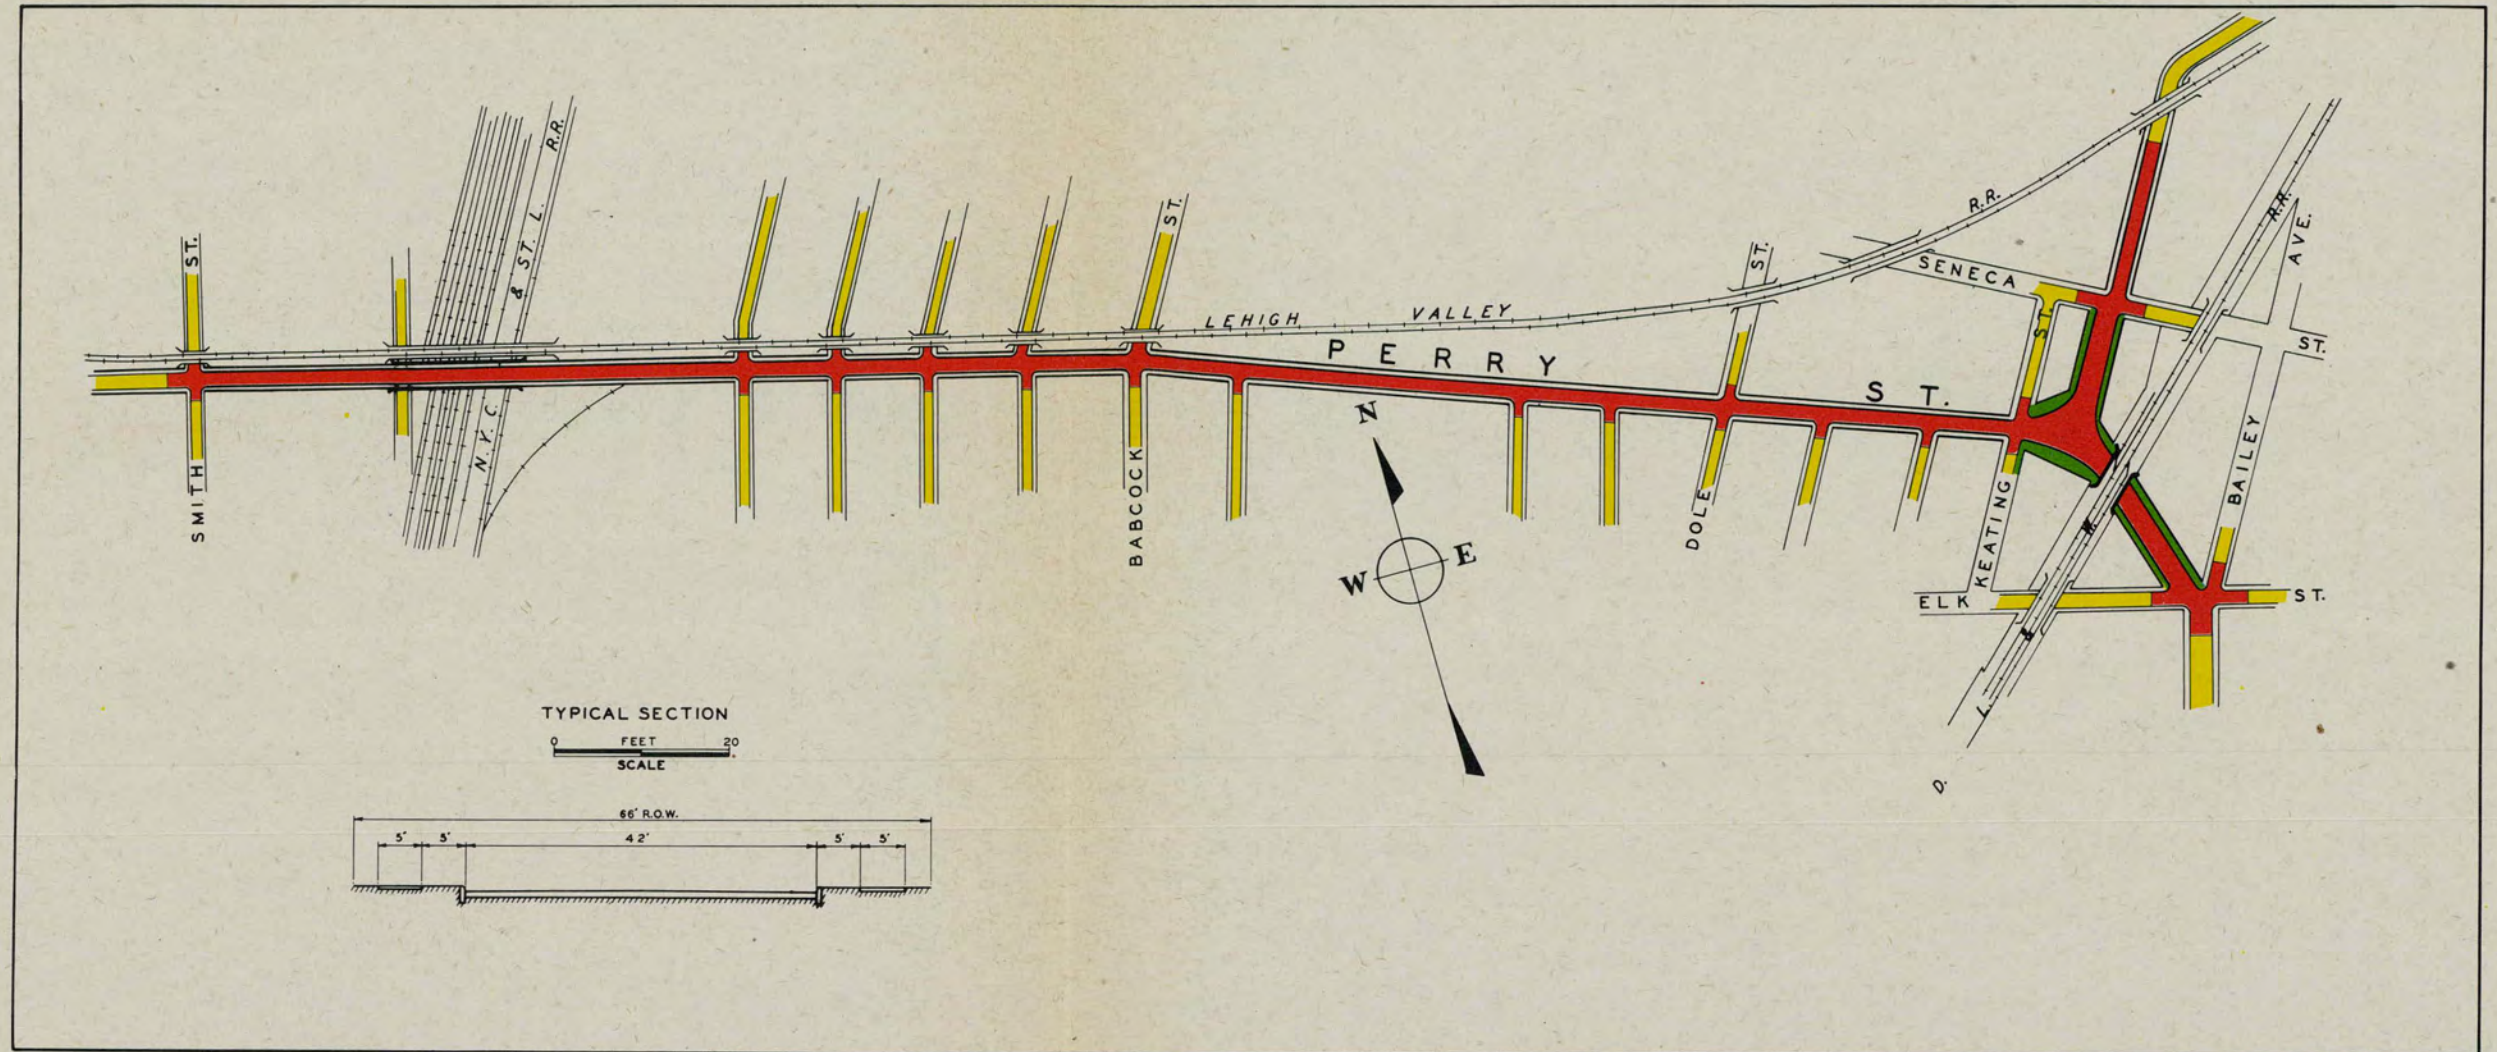 SMITH ST.
N. Y. C. & ST. L. R.R.
BABCOCK ST.
LEHIGH VALLEY R.R.
PERRY ST.
DOLE ST.
SENECA ST.
KEATING ST.
BAILEY AVE.
ELK ST.
D. L. & W. R.R.
N
W E
TYPICAL SECTION
0 FEET 20
SCALE
66' R.O.W.
5' 5' 42' 5' 5'